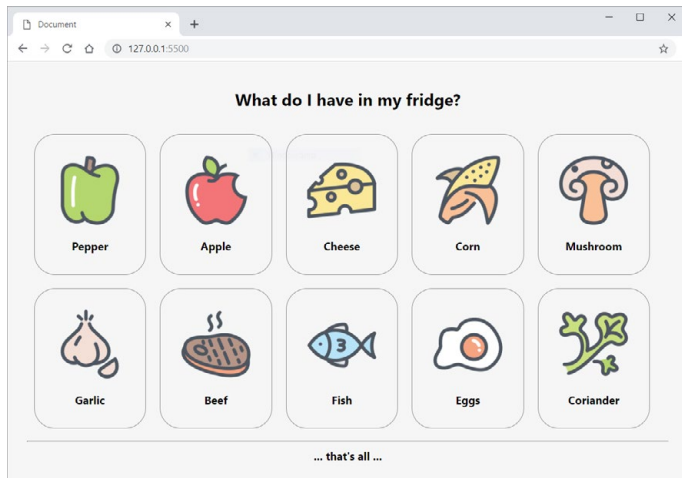 Document
127.0.0.1:5500
What do I have in my fridge?
Pepper
Apple
Cheese
Corn
Mushroom
Garlic
Beef
Fish
Eggs
Coriander
... that's all ...